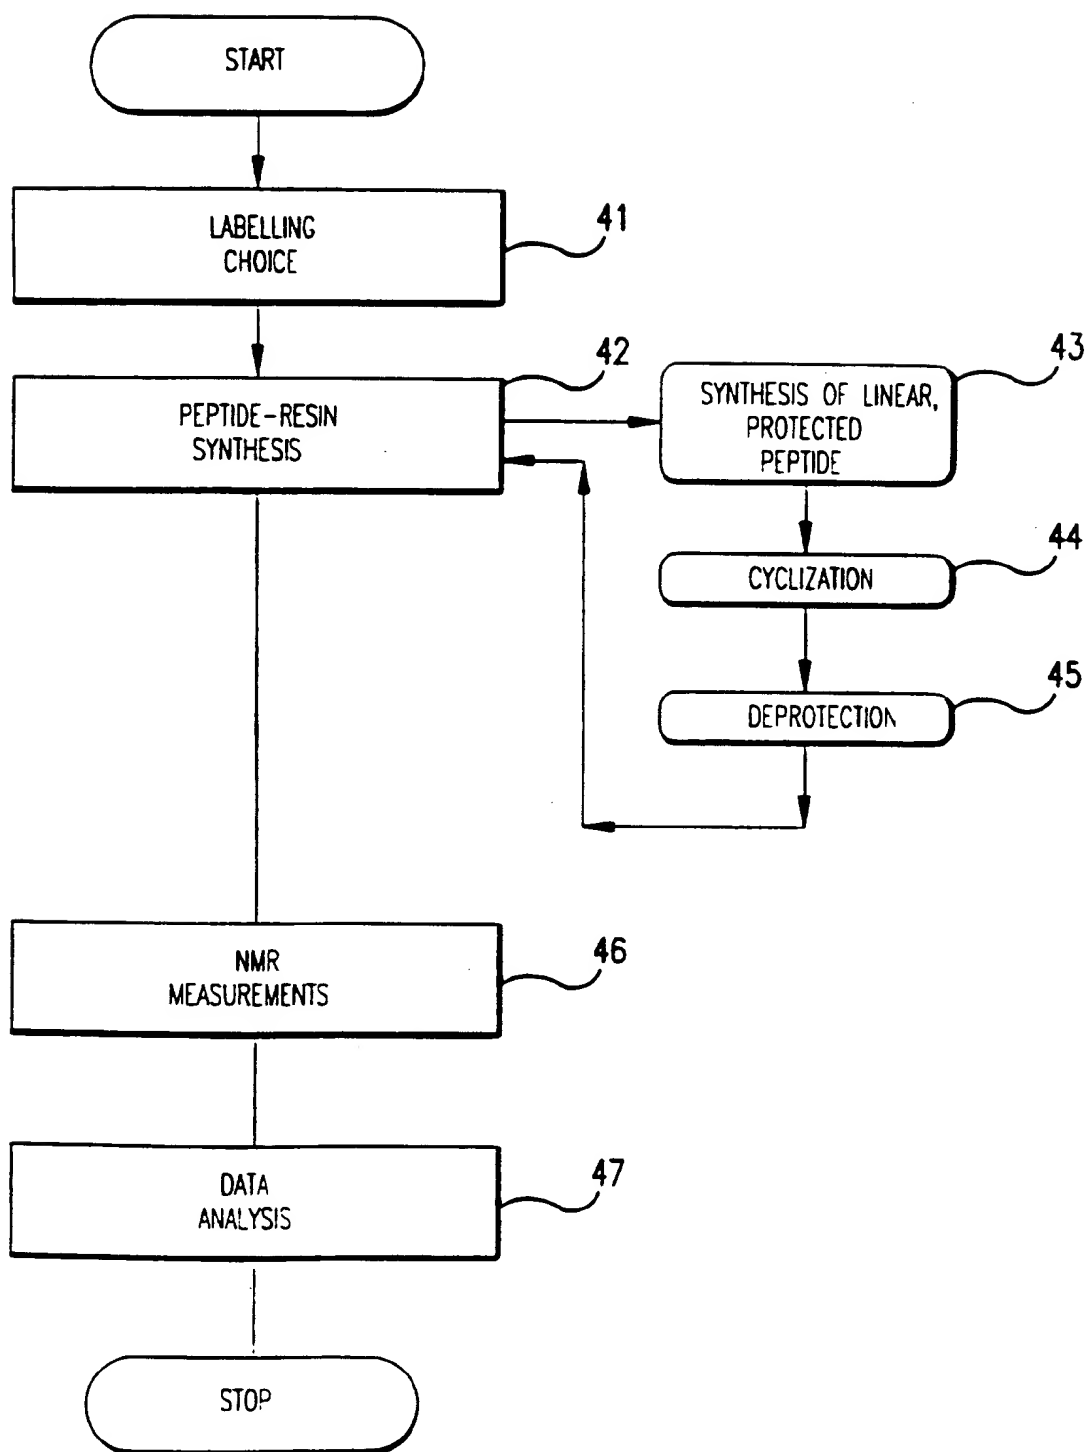 START
LABELLING
CHOICE
41
PEPTIDE-RESIN
SYNTHESIS
42
SYNTHESIS OF LINEAR,
PROTECTED
PEPTIDE
43
CYCLIZATION
44
DEPROTECTION
45
NMR
MEASUREMENTS
46
DATA
ANALYSIS
47
STOP